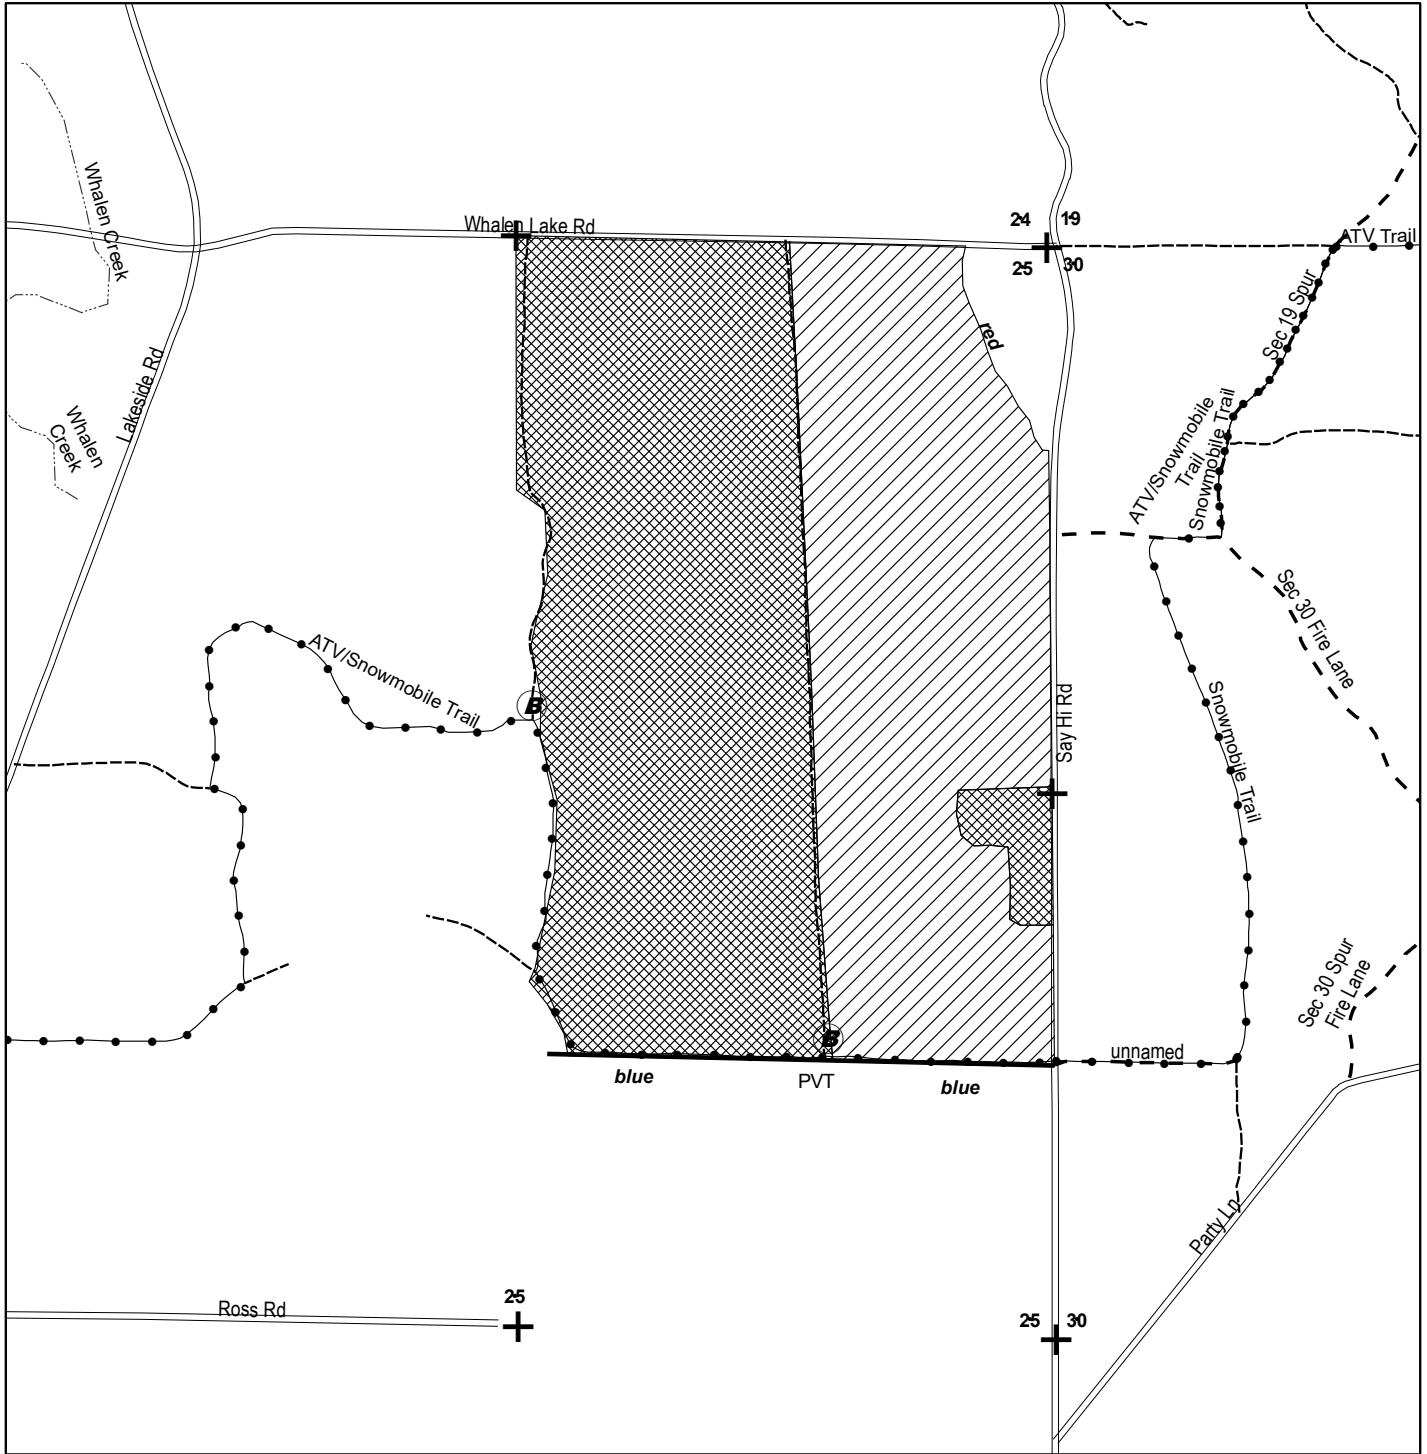 Whalen Creek
Whalen Lake Rd
24
19
25
30
ATV Trail
red
Sec 19 Spur
Lakeside Rd
Whalen
Creek
ATV/Snowmobile
Trail
Snowmobile Trail
Sec 30 Fire Lane
ATV/Snowmobile Trail
B
Say Hi Rd
Snowmobile Trail
Sec 30 Spur
Fire Lane
B
unnamed
blue
PVT
blue
Party Ln
25
Ross Rd
25
30